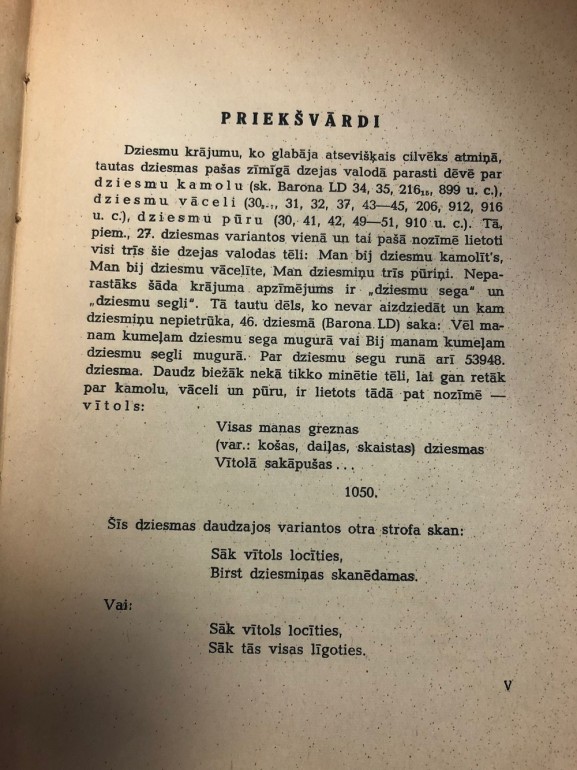 PRIEKŠVĀRDI
Dziesmu krājumu, ko glabāja atsevišķais cilvēks atmiņā,
tautas dziesmas pašas zīmīgā dzejas valodā parasti dēvē par
dziesmu kamolu (sk. Barona LD 34, 35, 216₁₈, 899 u. c.),
dziesmu vāceli (30, 31, 32, 37, 43—45, 206, 912, 916
u. c.), dziesmu pūru (30, 41, 42, 49—51, 910 u. c.). Tā,
piem., 27. dziesmas variantos vienā un tai pašā nozīmē lietoti
visi trīs šie dzejas valodas tēli: Man bij dziesmu kamolīt's,
Man bij dziesmu vācelīte, Man dziesmiņu trīs pūriņi. Nepa-
rastāks šāda krājuma apzīmējums ir „dziesmu sega" un
„dziesmu segli". Tā tautu dēls, ko nevar aizdziedāt un kam
dziesmiņu nepietrūka, 46. dziesmā (Barona LD) saka: Vēl ma-
nam kumeļam dziesmu sega mugurā vai Bij manam kumeļam
dziesmu segli mugurā. Par dziesmu segu runā arī 53948.
dziesma. Daudz biežāk nekā tikko minētie tēli, lai gan retāk
par kamolu, vāceli un pūru, ir lietots tādā pat nozīmē —
vītols:
Visas manas greznas
(var.: košas, daiļas, skaistas) dziesmas
Vītolā sakāpušas...
1050.
Šīs dziesmas daudzajos variantos otra strofa skan:
Sāk vītols locīties,
Birst dziesmiņas skanēdamas.
Vai:
Sāk vītols locīties,
Sāk tās visas līgoties.
V